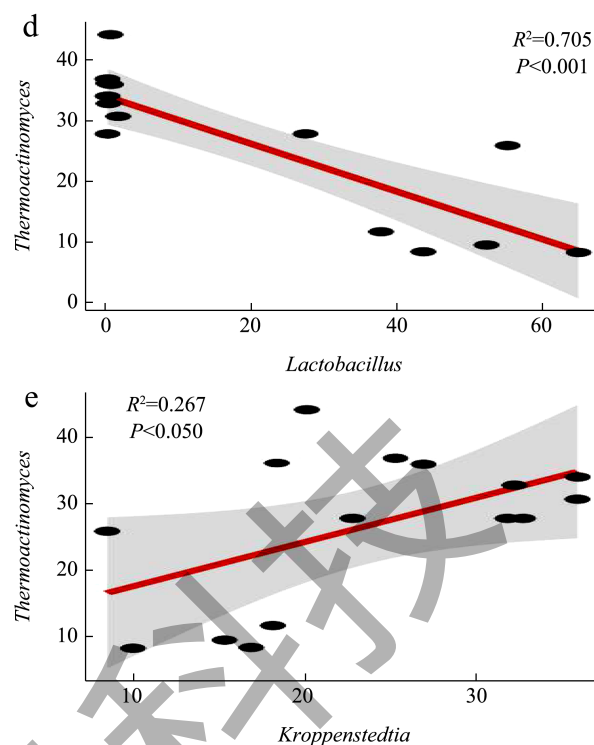 d
R²=0.705
P<0.001
Thermoactinomyces
40
30
20
10
0
0 20 40 60
Lactobacillus
e
R²=0.267
P<0.050
Thermoactinomyces
40
30
20
10
10 20 30
Kroppenstedtia